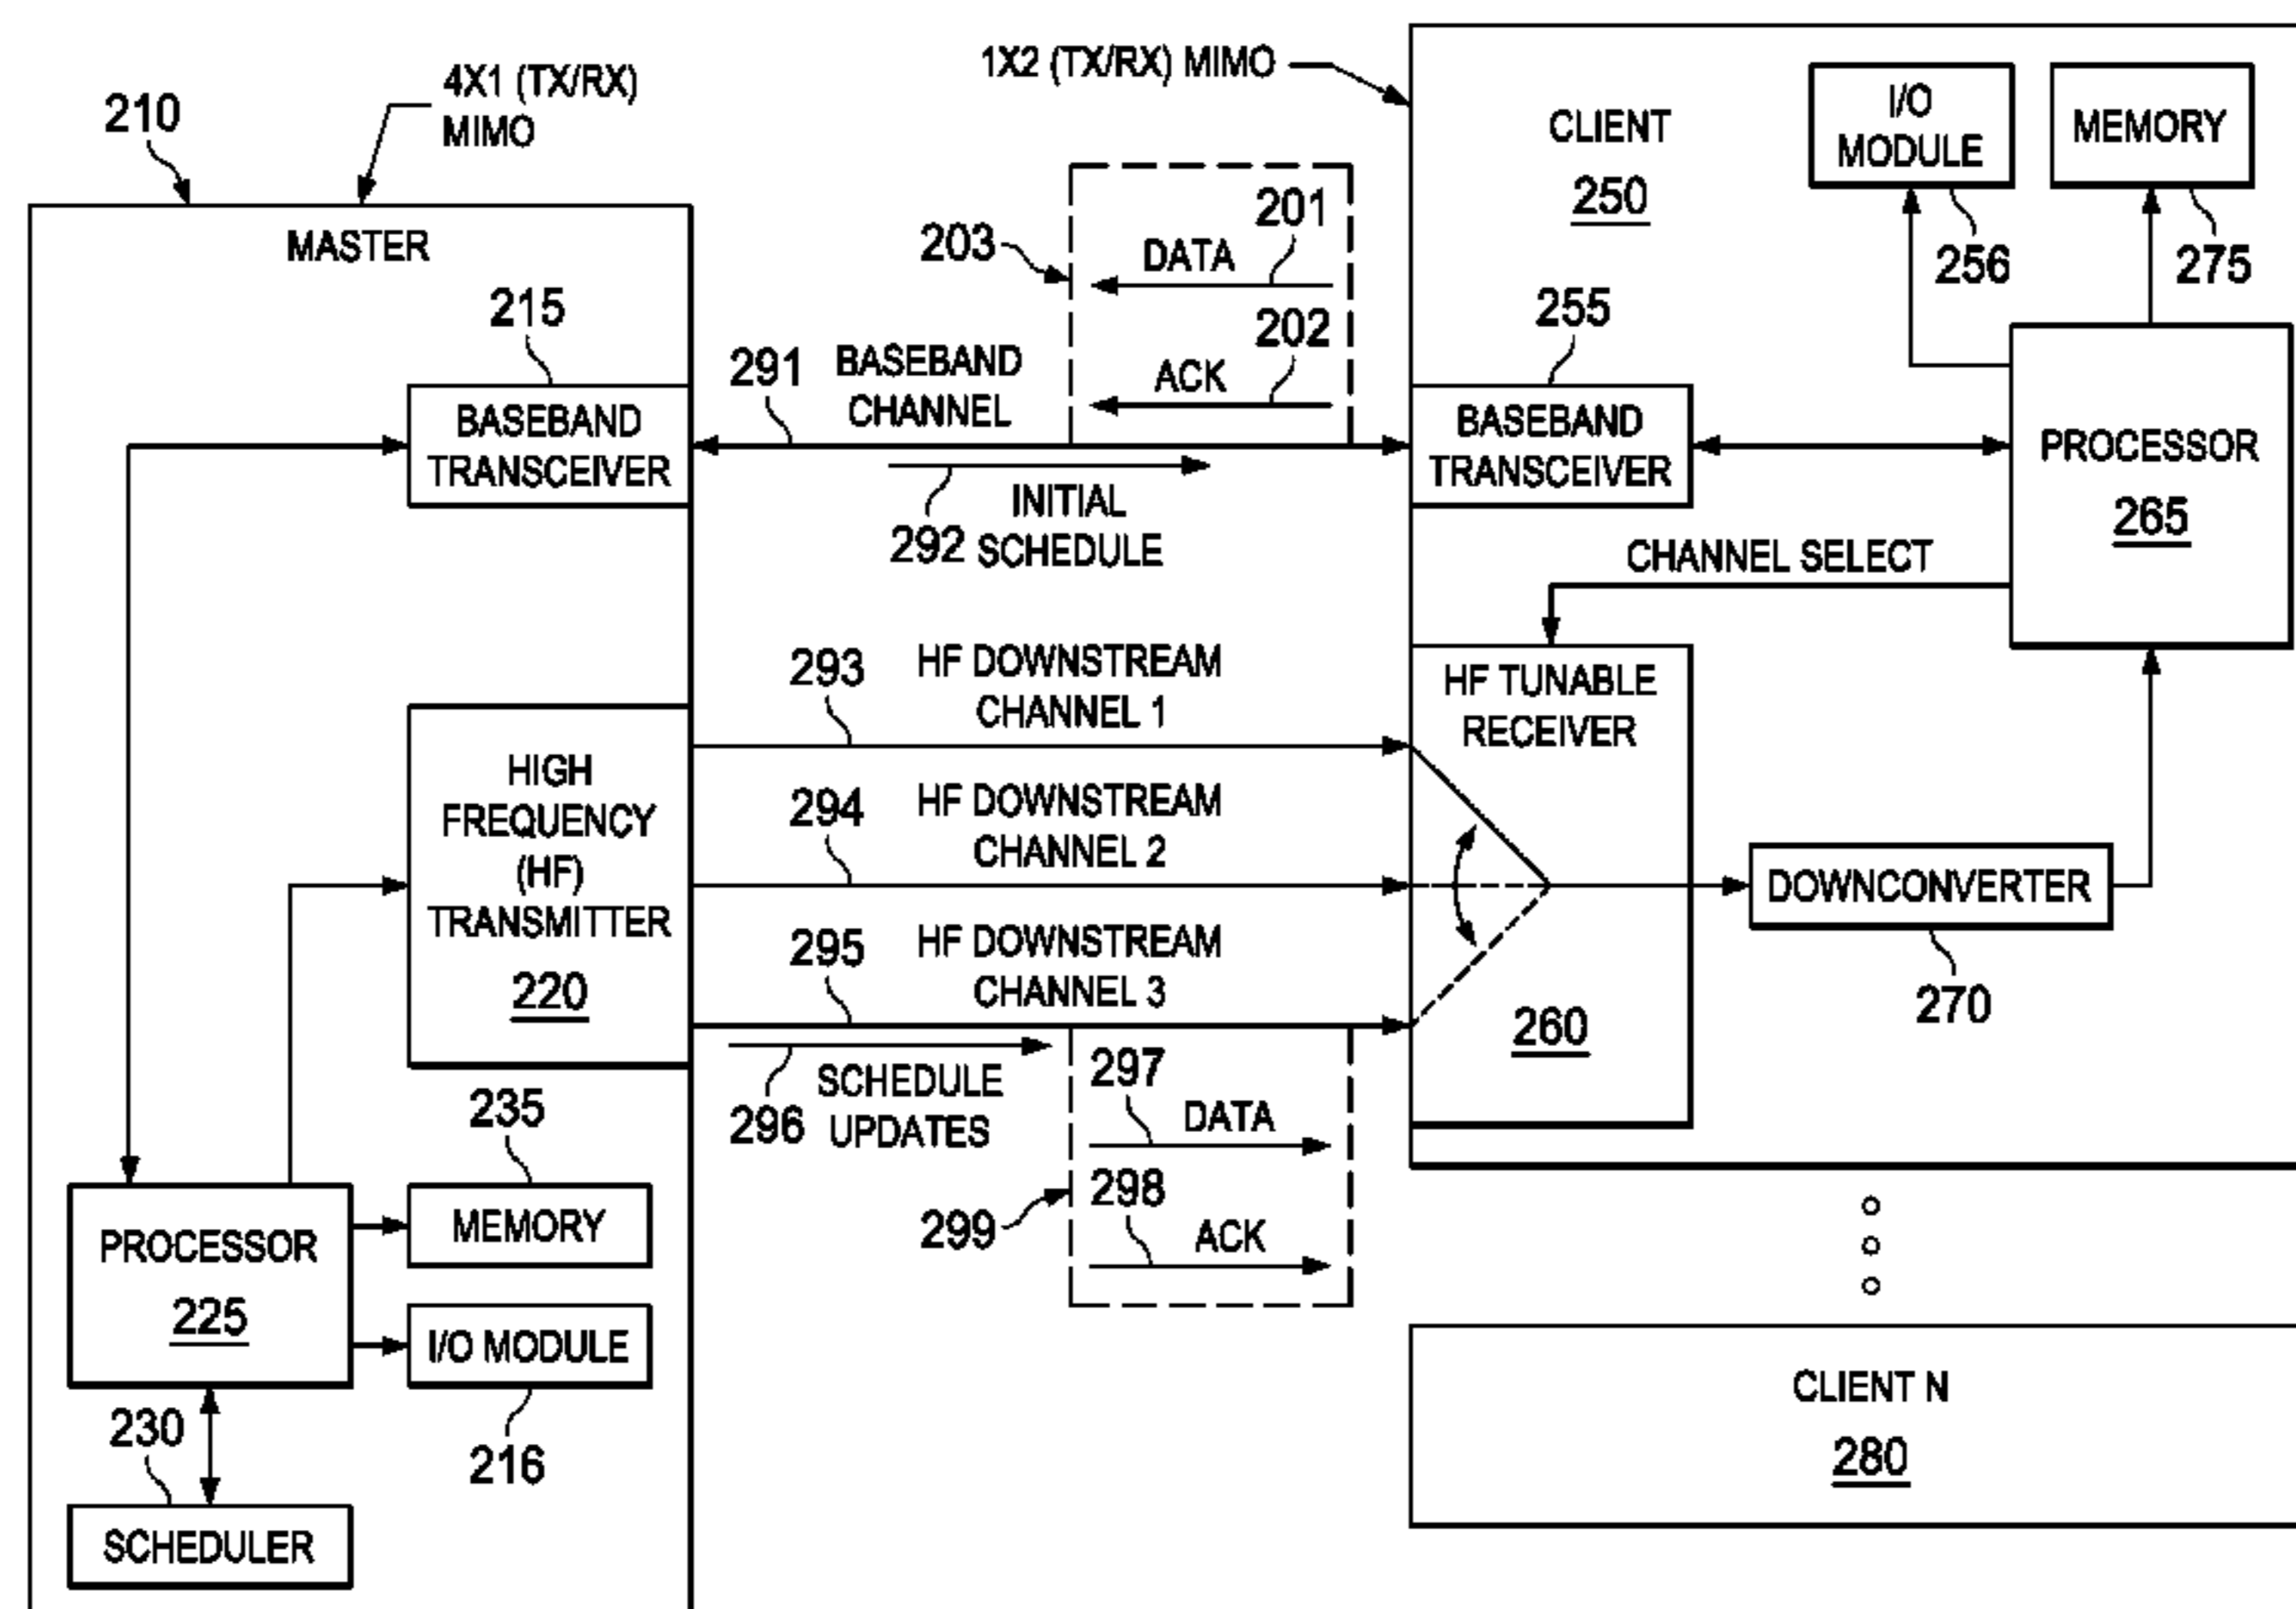 210
4X1 (TX/RX)
MIMO
MASTER
215
BASEBAND
TRANSCEIVER
HIGH
FREQUENCY
(HF)
TRANSMITTER
220
235
MEMORY
PROCESSOR
225
I/O MODULE
216
230
SCHEDULER
1X2 (TX/RX) MIMO
203
201
DATA
202
ACK
291
BASEBAND
CHANNEL
292
INITIAL
SCHEDULE
293
HF DOWNSTREAM
CHANNEL 1
294
HF DOWNSTREAM
CHANNEL 2
295
HF DOWNSTREAM
CHANNEL 3
296
SCHEDULE
UPDATES
297
DATA
298
ACK
299
CLIENT
250
I/O
MODULE
256
MEMORY
275
255
BASEBAND
TRANSCEIVER
PROCESSOR
265
CHANNEL SELECT
HF TUNABLE
RECEIVER
260
DOWNCONVERTER
270
CLIENT N
280